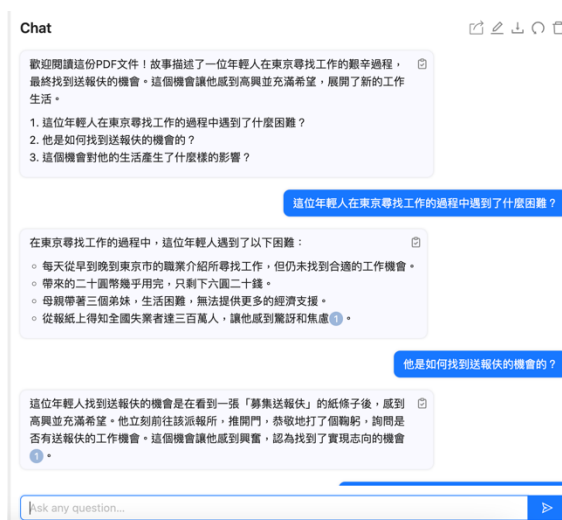 Chat
歡迎閱讀這份PDF文件！故事描述了一位年輕人在東京尋找工作的艱辛過程，
最終找到送報伕的機會。這個機會讓他感到高興並充滿希望，展開了新的工作
生活。
1. 這位年輕人在東京尋找工作的過程中遇到了什麼困難？
2. 他是如何找到送報伕的機會的？
3. 這個機會對他的生活產生了什麼樣的影響？
這位年輕人在東京尋找工作的過程中遇到了什麼困難？
在東京尋找工作的過程中，這位年輕人遇到了以下困難：
每天從早到晚到東京市的職業介紹所尋找工作，但仍未找到合適的工作機會。
帶來的二十圓幣幾乎用完，只剩下六圓二十錢。
母親帶著三個弟妹，生活困難，無法提供更多的經濟支援。
從報紙上得知全國失業者達三百萬人，讓他感到驚訝和焦慮1。
他是如何找到送報伕的機會的？
這位年輕人找到送報伕的機會是在看到一張「募集送報伕」的紙條子後，感到
高興並充滿希望。他立刻前往該派報所，推開門，恭敬地打了個鞠躬，詢問是
否有送報伕的工作機會。這個機會讓他感到興奮，認為找到了實現志向的機會
1。
Ask any question...